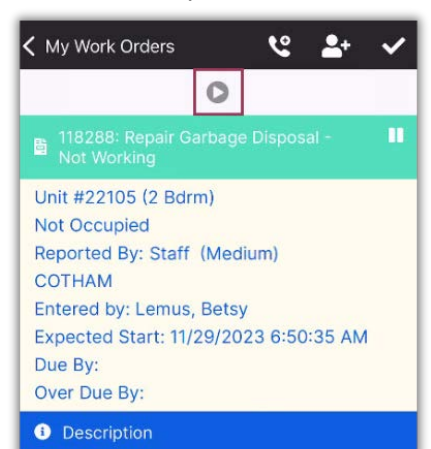 My Work Orders
118288: Repair Garbage Disposal -
Not Working
Unit #22105 (2 Bdrm)
Not Occupied
Reported By: Staff (Medium)
COTHAM
Entered by: Lemus, Betsy
Expected Start: 11/29/2023 6:50:35 AM
Due By:
Over Due By:
Description